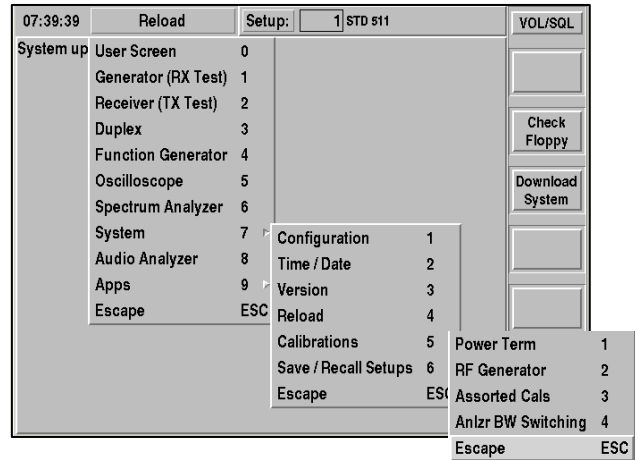 07:39:39 Reload Setup: 1 STD 511 VOL/SQL
System up
User Screen 0
Generator (RX Test) 1
Receiver (TX Test) 2
Duplex 3
Function Generator 4
Oscilloscope 5
Spectrum Analyzer 6
System 7
Audio Analyzer 8
Apps 9
Escape ESC
Configuration 1
Time / Date 2
Version 3
Reload 4
Calibrations 5
Save / Recall Setups 6
Escape ESC
Power Term 1
RF Generator 2
Assorted Cals 3
Anlzr BW Switching 4
Escape ESC
Check
Floppy
Download
System